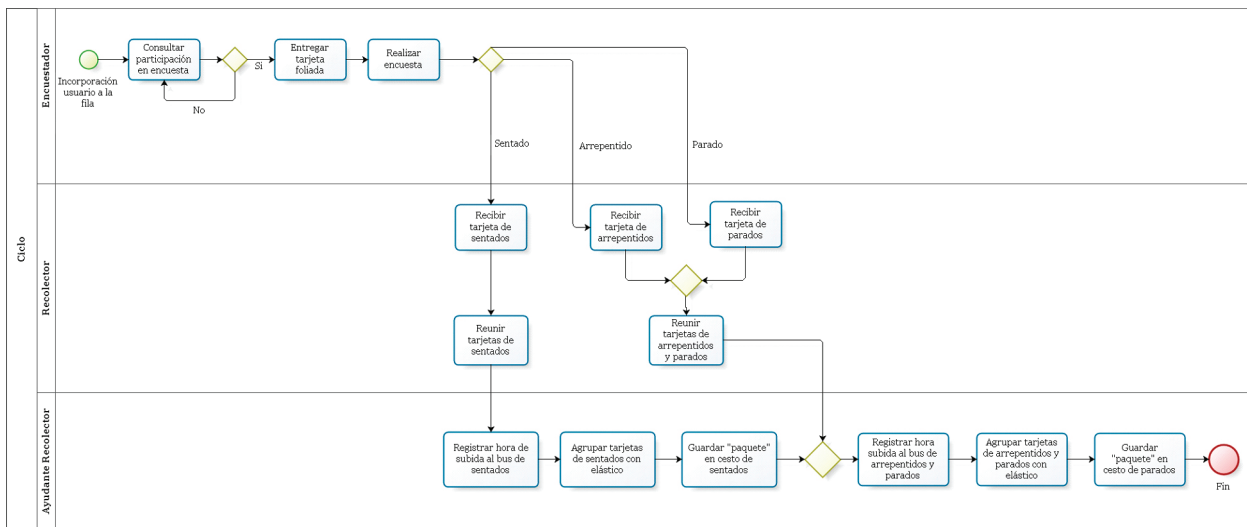 Ciclo
Encuestador
Incorporación
usuario a la
fila
Consultar
participación
en encuesta
Si
No
Entregar
tarjeta
foliada
Realizar
encuesta
Sentado
Arrepentido
Parado
Recolector
Recibir
tarjeta de
sentados
Recibir
tarjeta de
arrepentidos
Recibir
tarjeta de
parados
Reunir
tarjetas de
sentados
Reunir
tarjetas de
arrepentidos
y parados
Ayudante Recolector
Registrar hora de
subida al bus de
sentados
Agrupar tarjetas
de sentados con
elástico
Guardar "paquete"
en cesto de
sentados
Registrar hora
subida al bus de
arrepentidos y
parados
Agrupar tarjetas
de arrepentidos y
parados con
elástico
Guardar
"paquete" en
cesto de parados
Fin